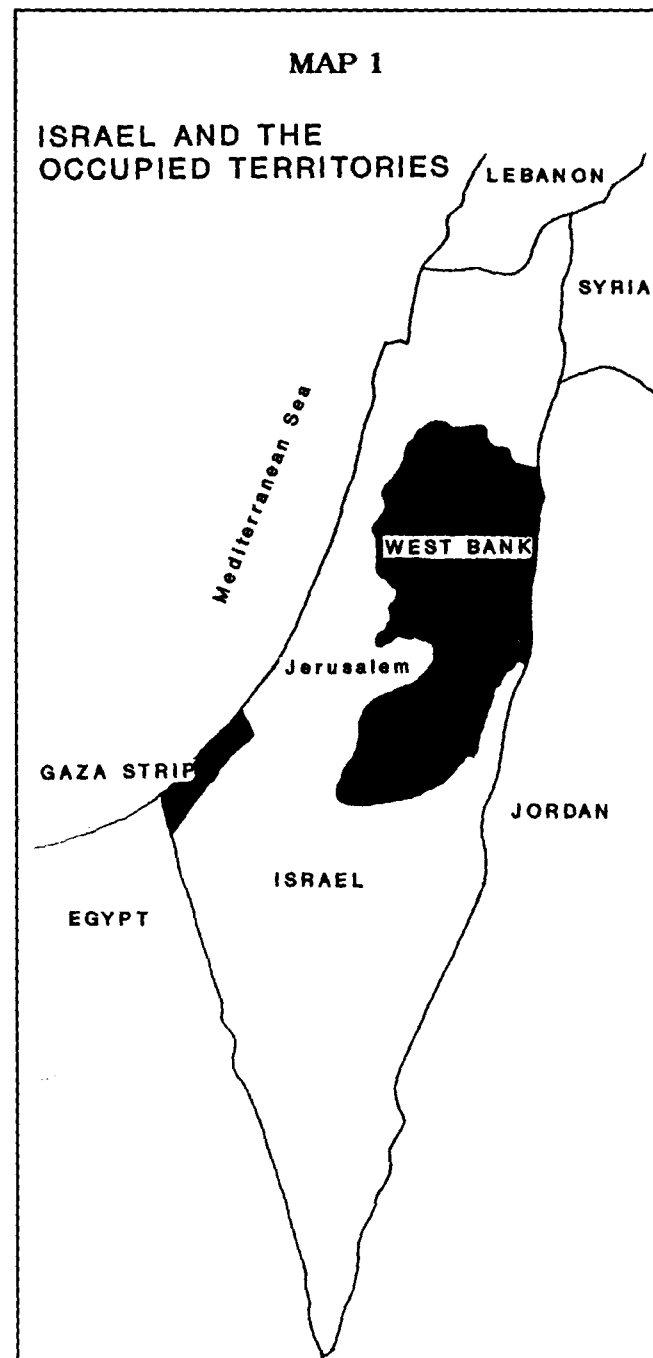 MAP 1
ISRAEL AND THE
OCCUPIED TERRITORIES
LEBANON
SYRIA
Mediterranean Sea
WEST BANK
Jerusalem
GAZA STRIP
JORDAN
ISRAEL
EGYPT